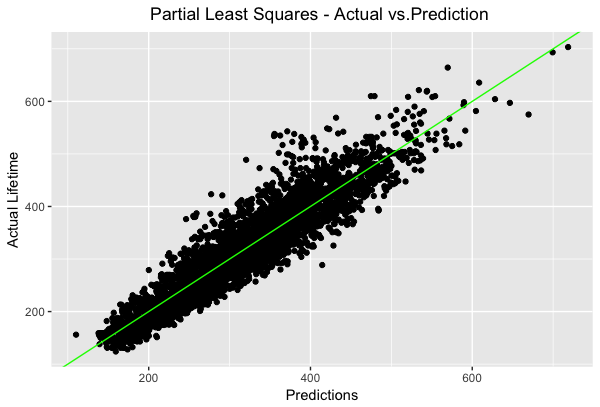 Partial Least Squares - Actual vs.Prediction
600
400
200
Actual Lifetime
200 400 600
Predictions